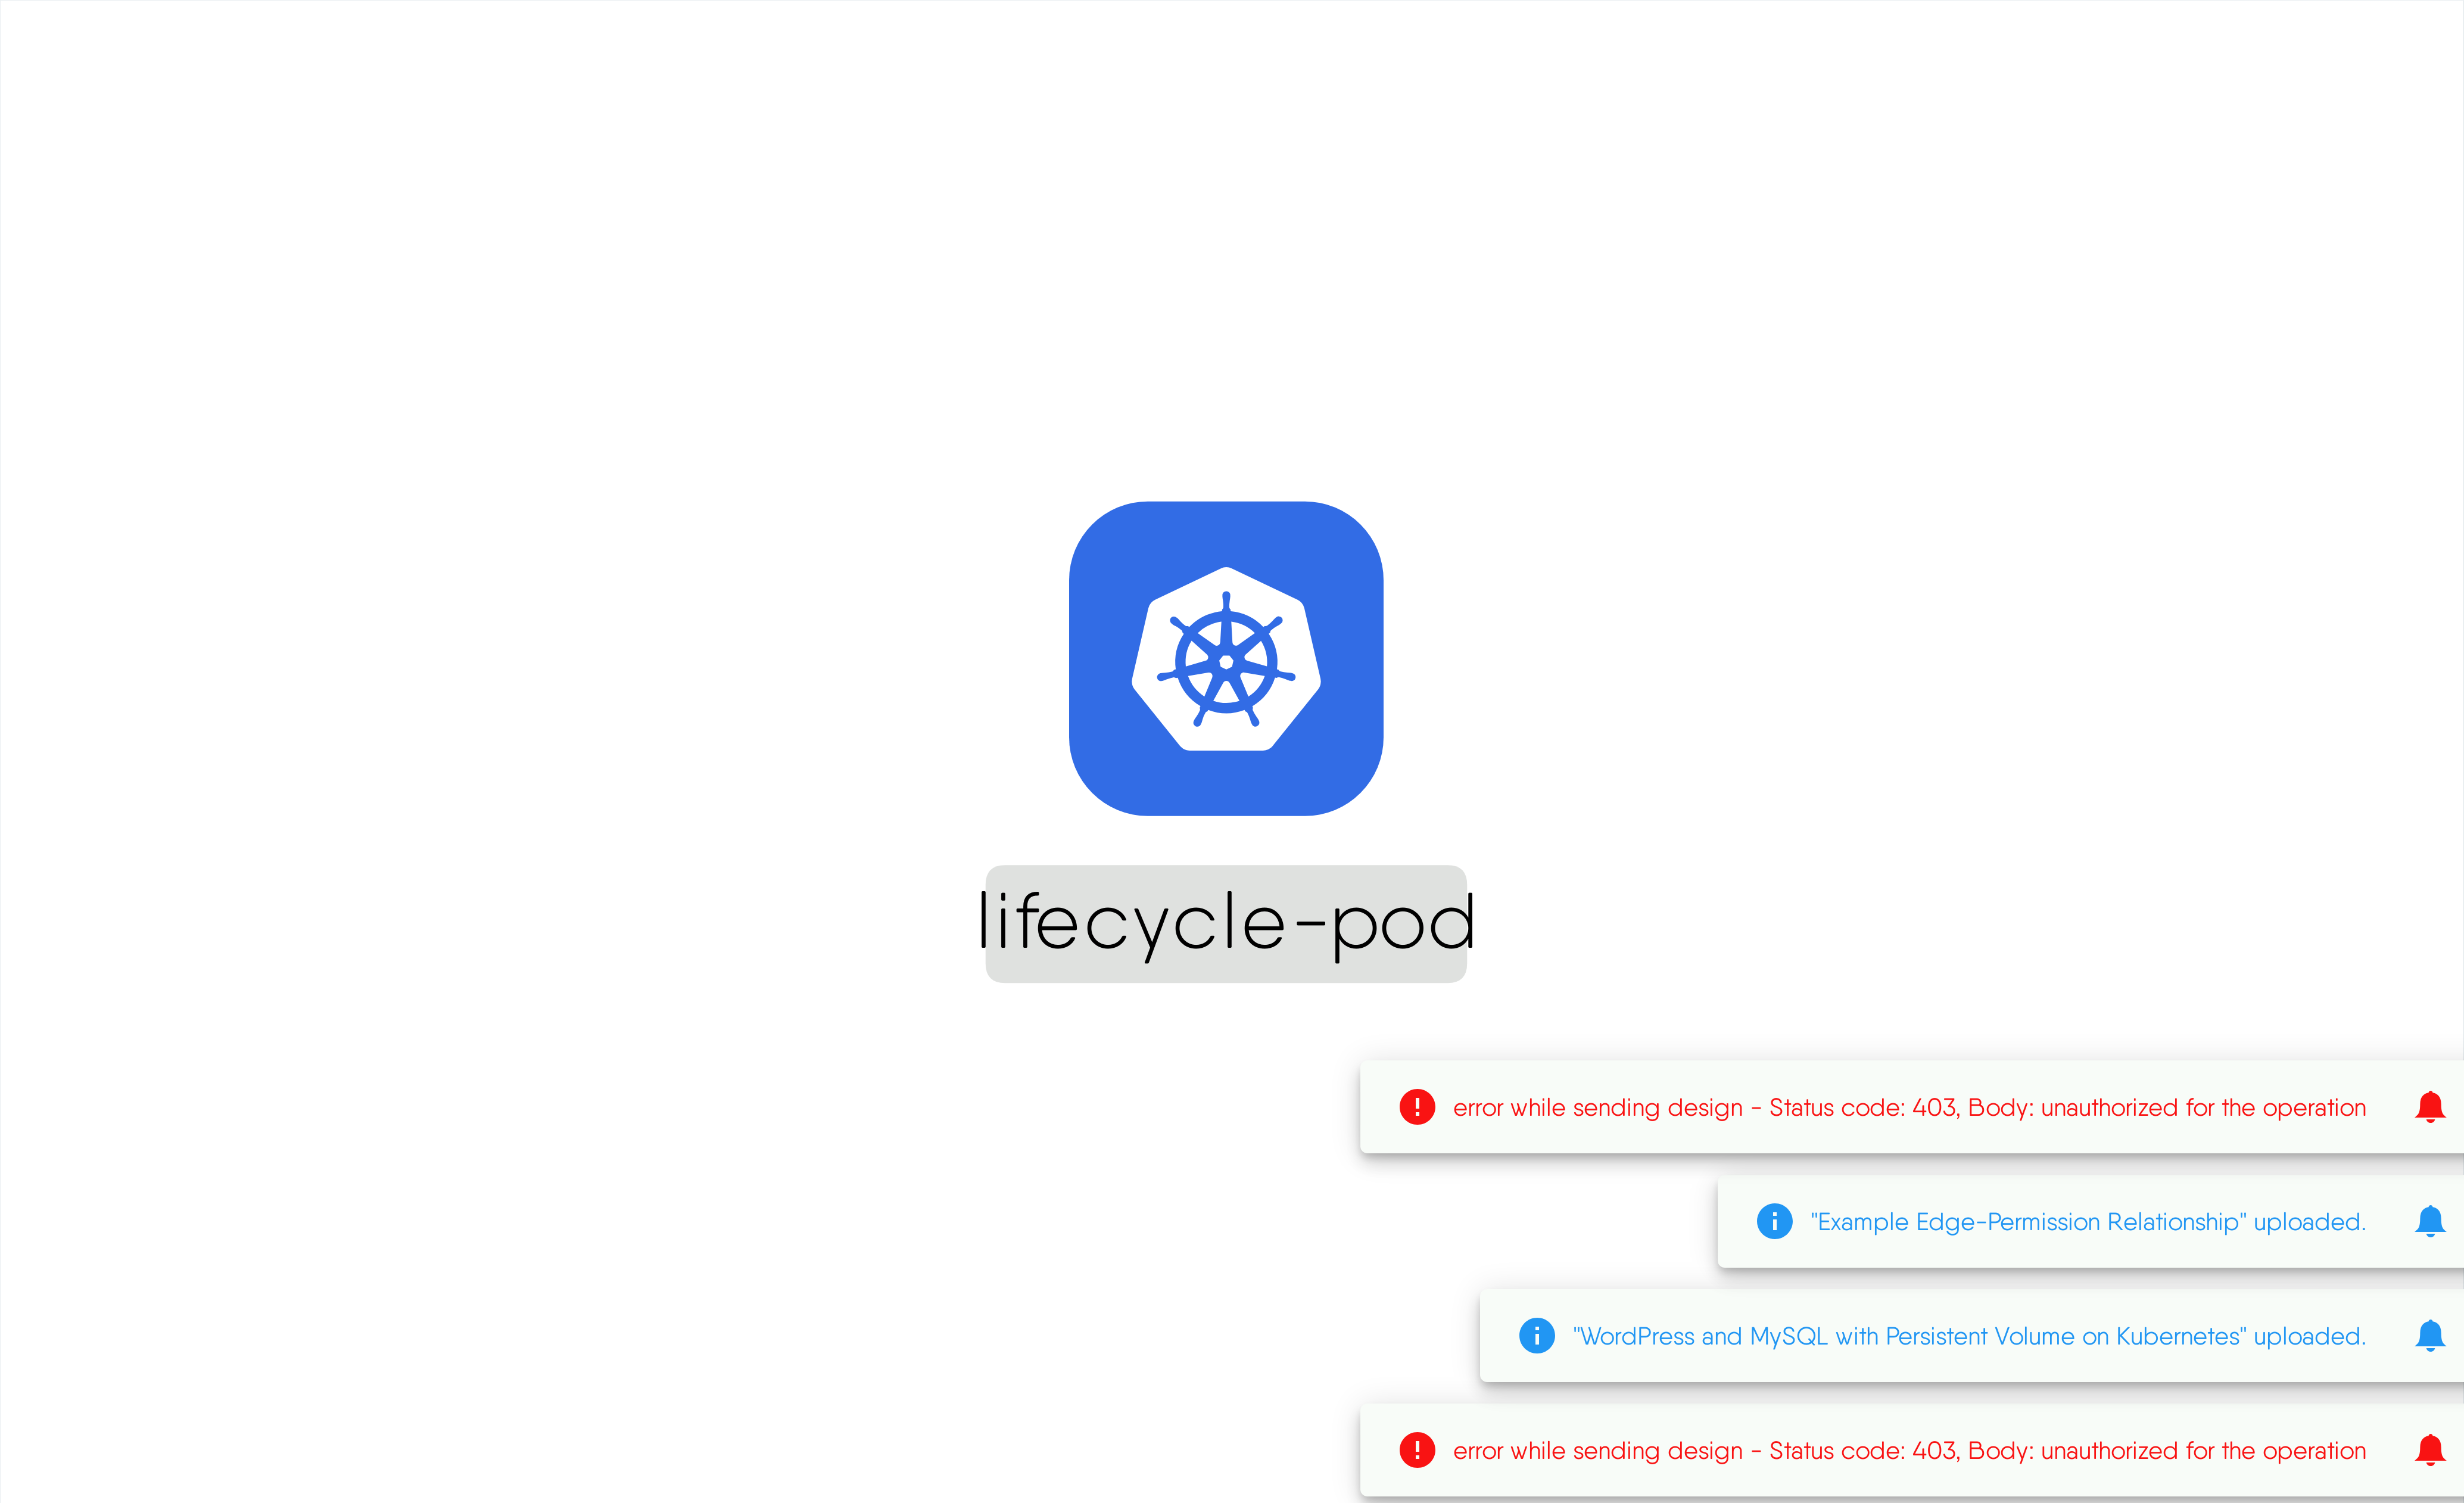 lifecycle-pod
error while sending design - Status code: 403, Body: unauthorized for the operation
"Example Edge-Permission Relationship" uploaded.
"WordPress and MySQL with Persistent Volume on Kubernetes" uploaded.
error while sending design - Status code: 403, Body: unauthorized for the operation